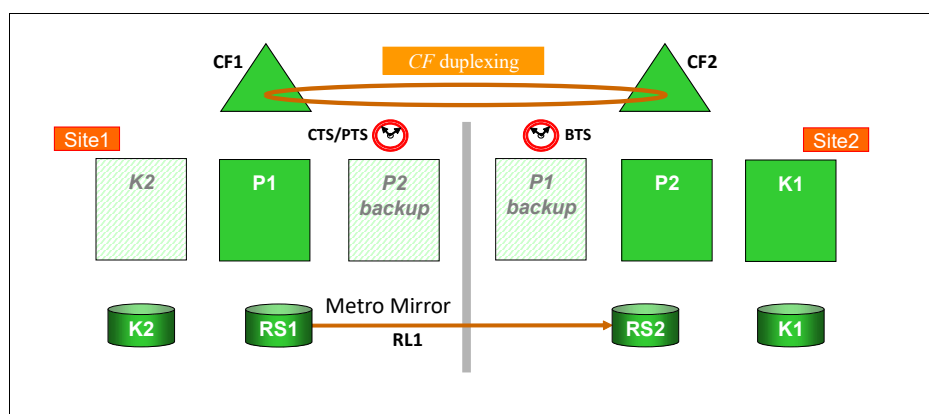 CF1
CF duplexing
CF2
CTS/PTS
BTS
Site1
Site2
K2
P1
P2
backup
P1
backup
P2
K1
Metro Mirror
K2
RS1
RS2
K1
RL1